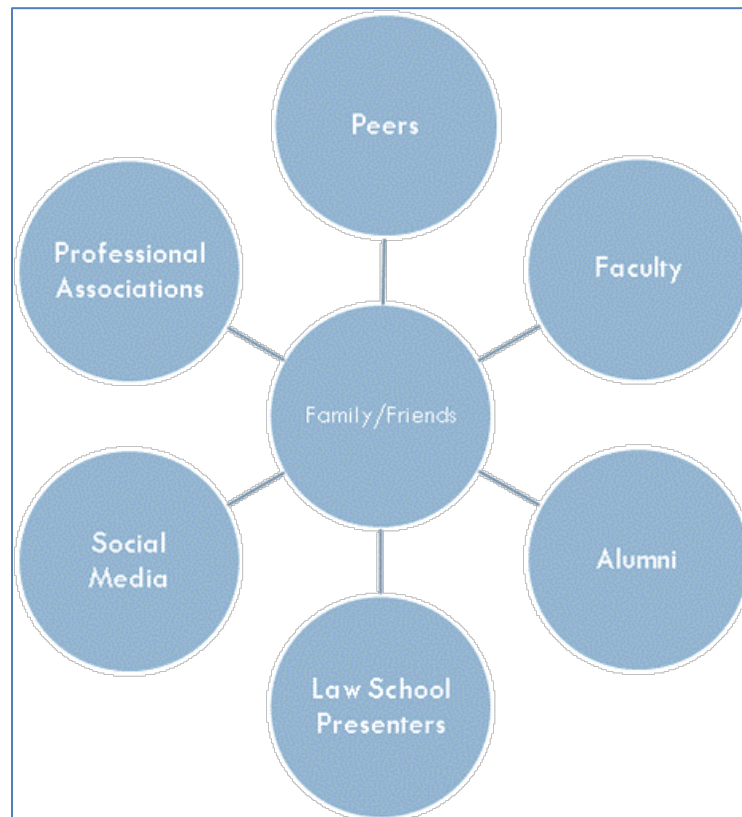 Peers
Professional
Associations
Faculty
Family/Friends
Social
Media
Alumni
Law School
Presenters